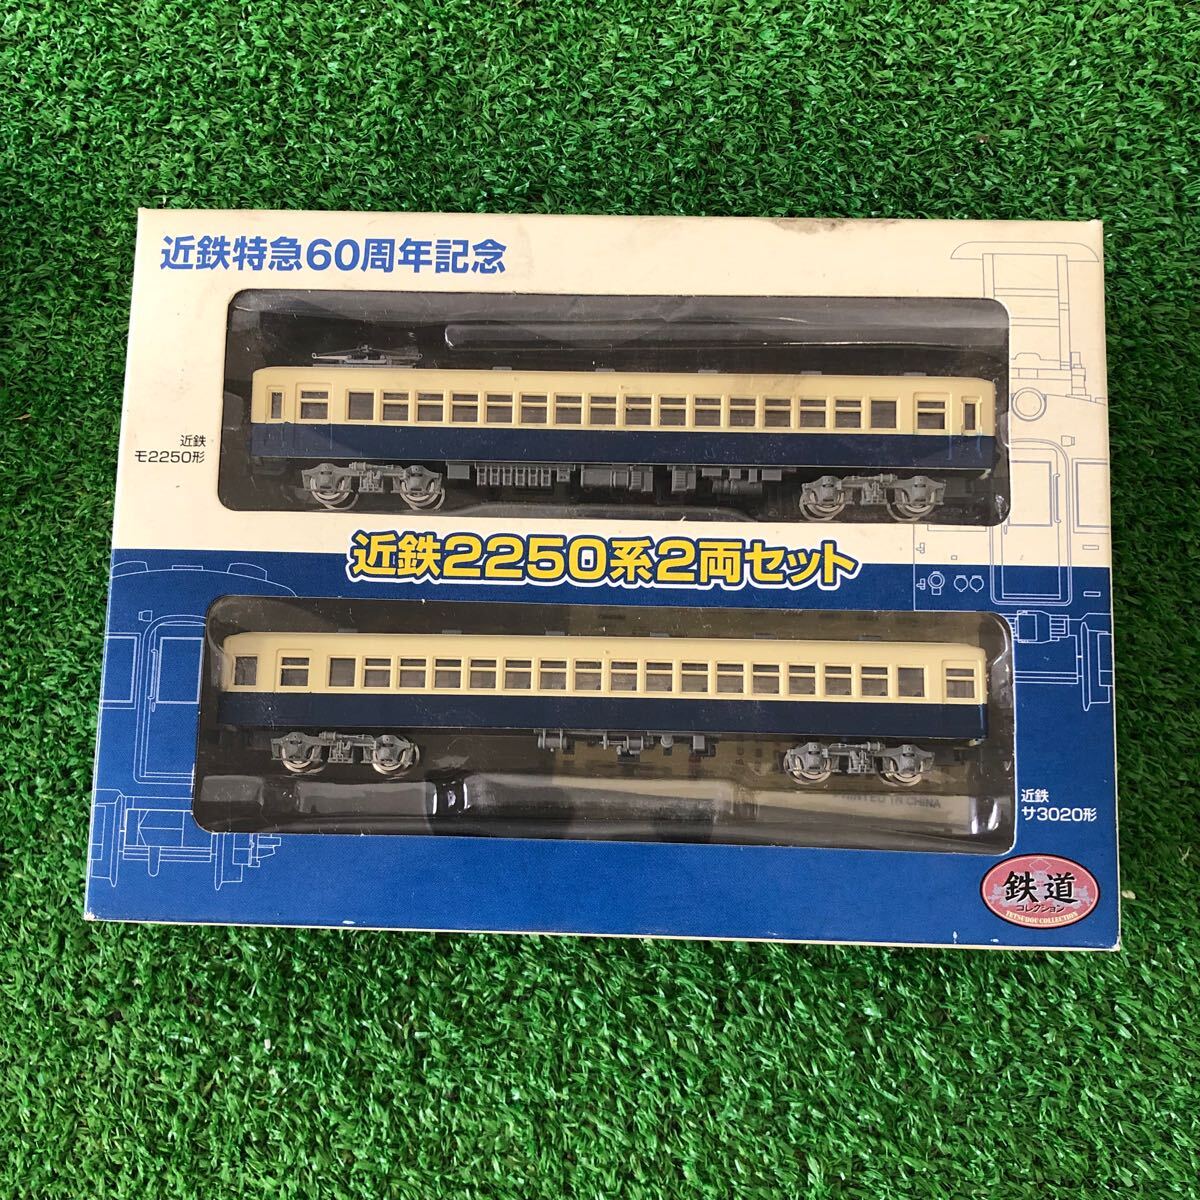 近鉄特急60周年記念
近鉄
モ2250形
近鉄2250系2両セット
PRINTED IN CHINA
近鉄
サ3020形
鉄道
コレクション
TETSUDOU COLLECTION